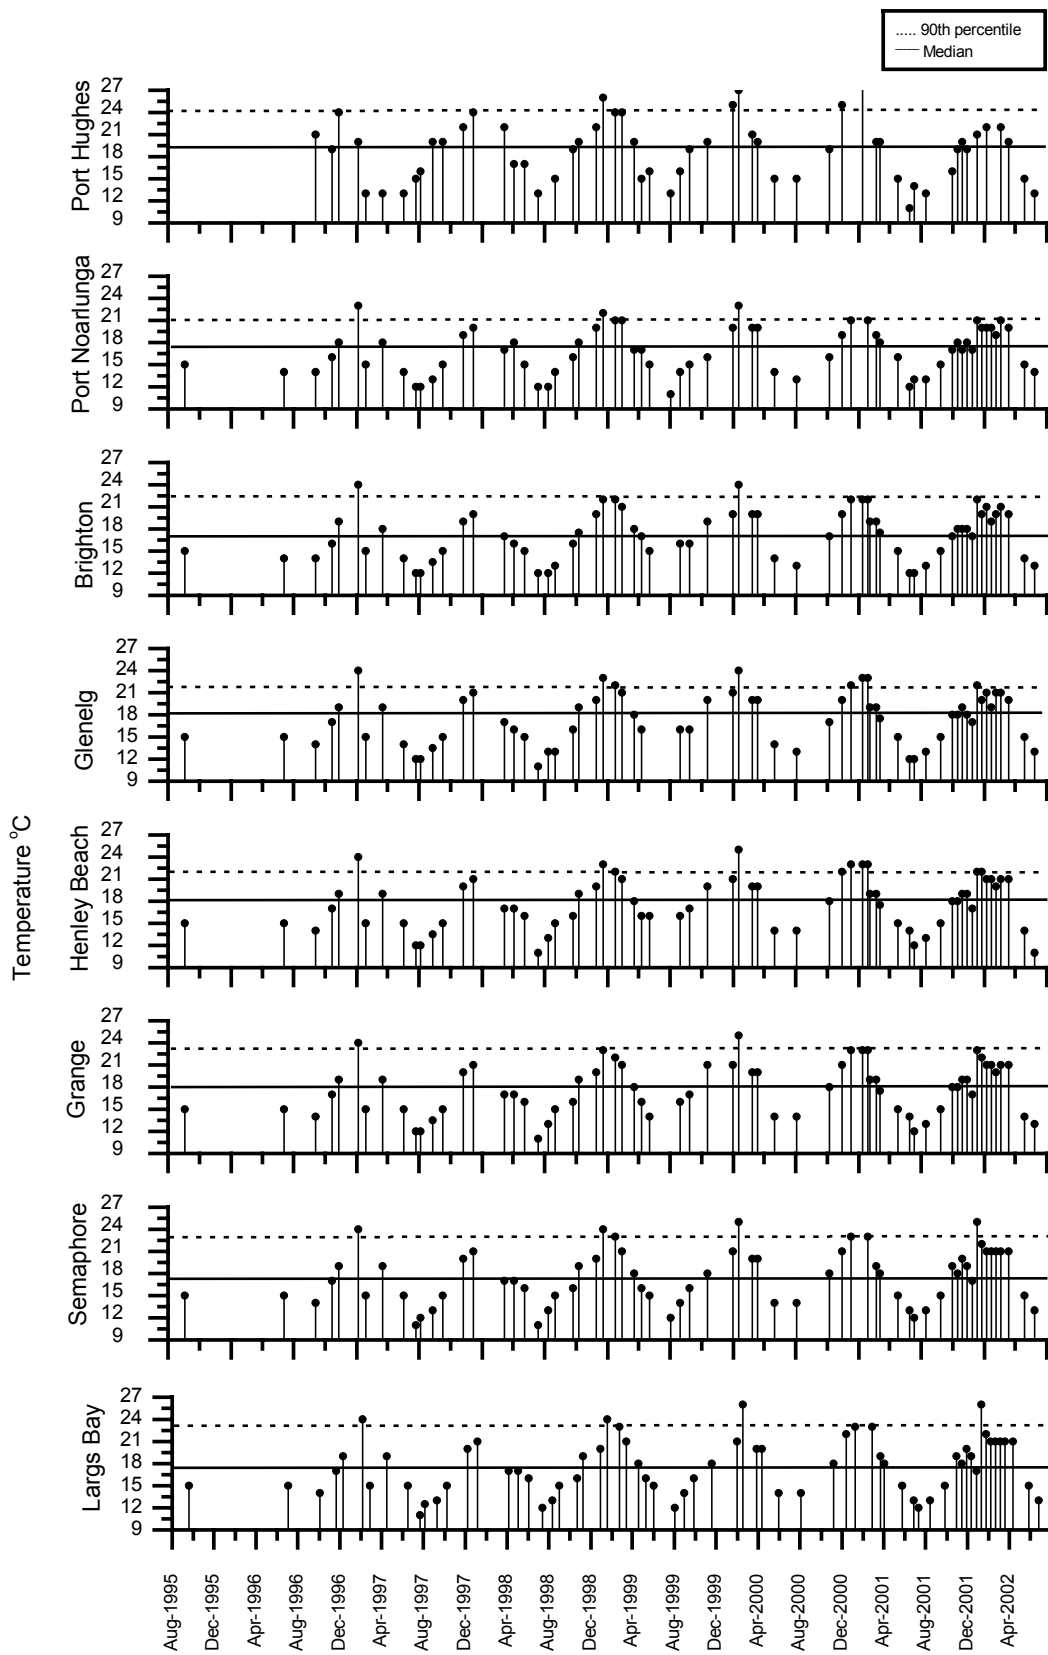 ..... 90th percentile
—— Median
Temperature °C
Port Hughes
27
24
21
18
15
12
9
Port Noarlunga
27
24
21
18
15
12
9
Brighton
27
24
21
18
15
12
9
Glenelg
27
24
21
18
15
12
9
Henley Beach
27
24
21
18
15
12
9
Grange
27
24
21
18
15
12
9
Semaphore
27
24
21
18
15
12
9
Largs Bay
27
24
21
18
15
12
9
Aug-1995
Dec-1995
Apr-1996
Aug-1996
Dec-1996
Apr-1997
Aug-1997
Dec-1997
Apr-1998
Aug-1998
Dec-1998
Apr-1999
Aug-1999
Dec-1999
Apr-2000
Aug-2000
Dec-2000
Apr-2001
Aug-2001
Dec-2001
Apr-2002